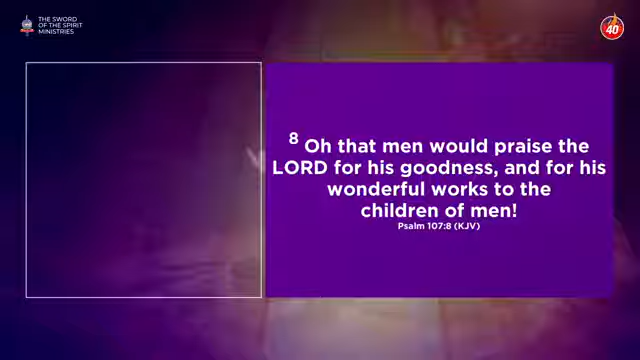 THE SWORD
OF THE SPIRIT
MINISTRIES
40
8 Oh that men would praise the
LORD for his goodness, and for his
wonderful works to the
children of men!
Psalm 107:8 (KJV)